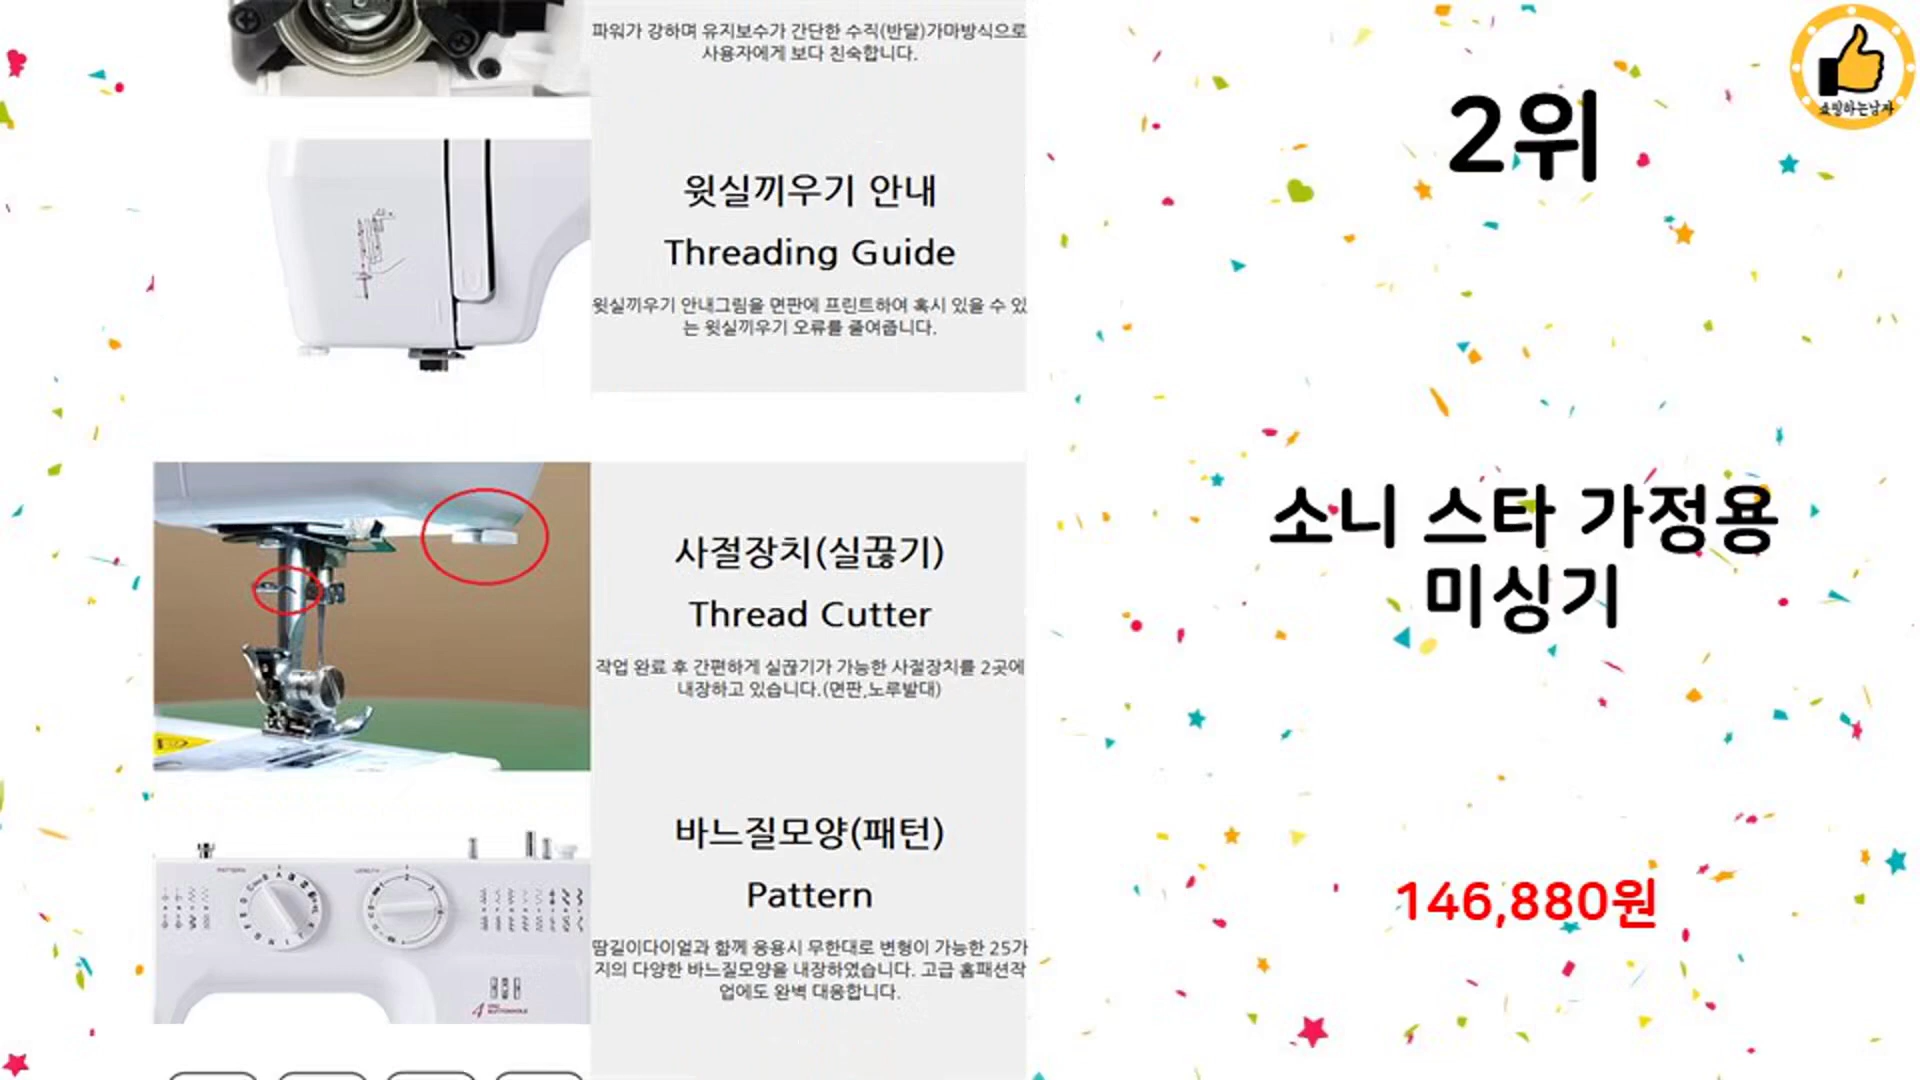 파워가 강하며 유지보수가 간단한 수직(반달)가마방식으로
사용자에게 보다 친숙합니다.
윗실끼우기 안내
Threading Guide
윗실끼우기 안내그림을 면판에 프린트하여 혹시 있을 수 있
는 윗실끼우기 오류를 줄여줍니다.
사절장치(실끊기)
Thread Cutter
작업 완료 후 간편하게 실끊기가 가능한 사절장치를 2곳에
내장하고 있습니다.(면판,노루발대)
바느질모양(패턴)
Pattern
땀길이다이얼과 함께 응용시 무한대로 변형이 가능한 25가
지의 다양한 바느질모양을 내장하였습니다. 고급 홈패션작
업에도 완벽 대응합니다.
PATTERN
LENGTH
4
BUTTONHOLE
2위
소니 스타 가정용
미싱기
146,880원
쇼핑하는남자